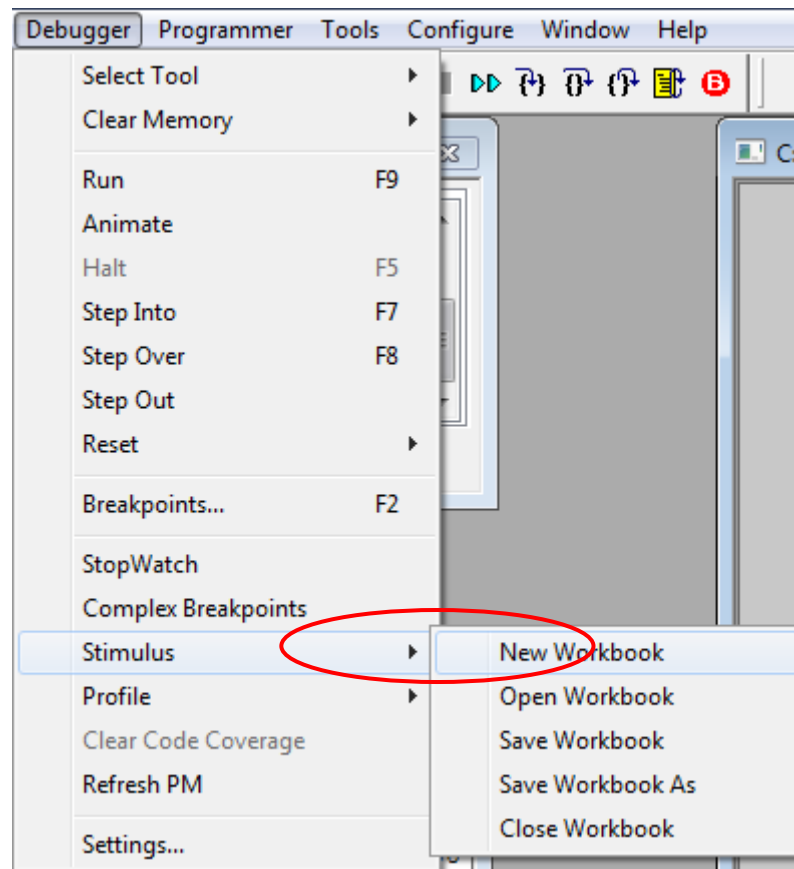 Debugger Programmer Tools Configure Window Help
Select Tool
Clear Memory
Run F9
Animate
Halt F5
Step Into F7
Step Over F8
Step Out
Reset
Breakpoints... F2
StopWatch
Complex Breakpoints
Stimulus
Profile
Clear Code Coverage
Refresh PM
Settings...
New Workbook
Open Workbook
Save Workbook
Save Workbook As
Close Workbook